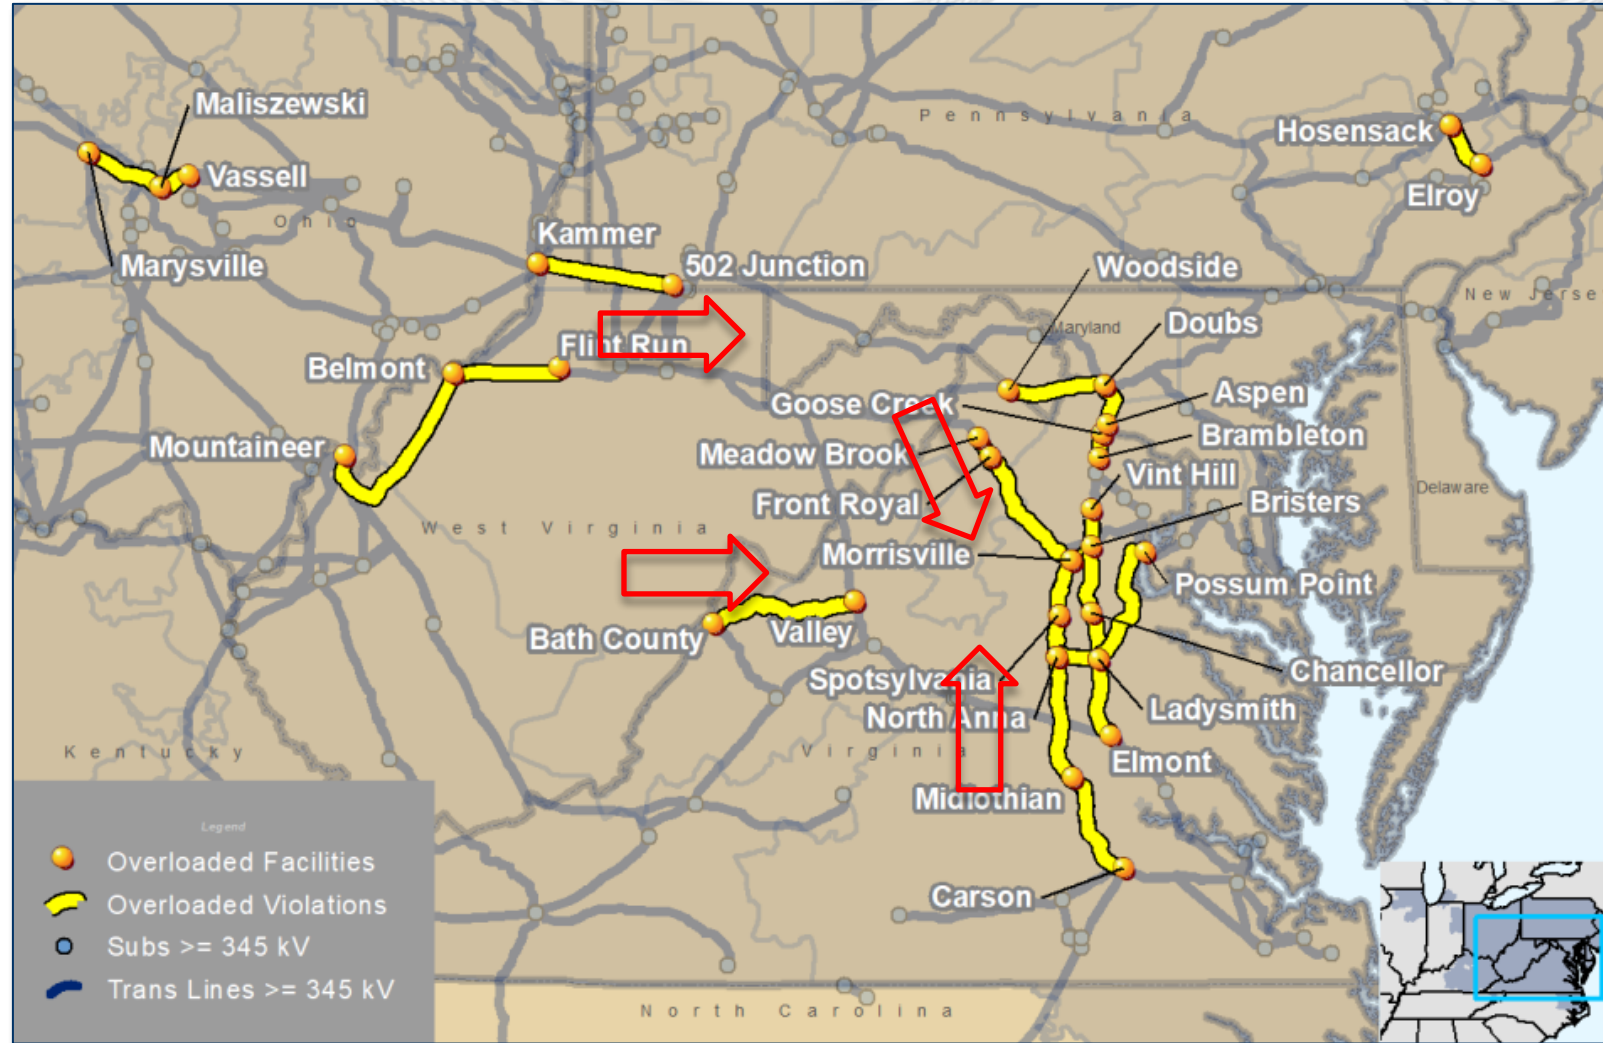 Maliszewski
Vassell
Ohio
Marysville
Pennsylvania
Hosensack
Elroy
Kammer
502 Junction
Woodside
New Jerse
Maryland
Doubs
Flint Run
Belmont
Goose Creek
Aspen
Mountaineer
Meadow Brook
Brambleton
Vint Hill
Delaware
Front Royal
Bristers
West Virginia
Morrisville
Possum Point
Bath County
Valley
Spotsylvania
Chancellor
North Anna
Ladysmith
Kentucky
Virginia
Elmont
Midlothian
Carson
North Carolina
Legend
Overloaded Facilities
Overloaded Violations
Subs >= 345 kV
Trans Lines >= 345 kV